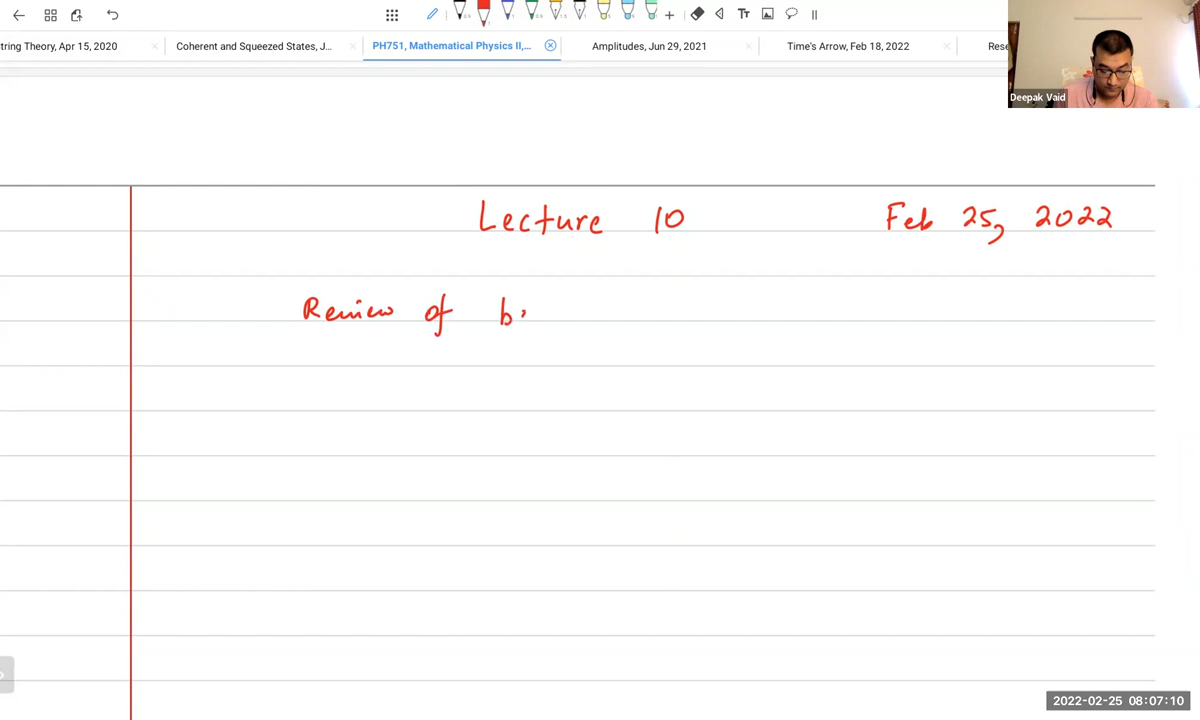 tring Theory, Apr 15, 2020
Coherent and Squeezed States, J...
PH751, Mathematical Physics II,...
Amplitudes, Jun 29, 2021
Time's Arrow, Feb 18, 2022
Rese
Deepak Vaid
Lecture 10 Feb 25, 2022
Review of b
2022-02-25 08:07:10